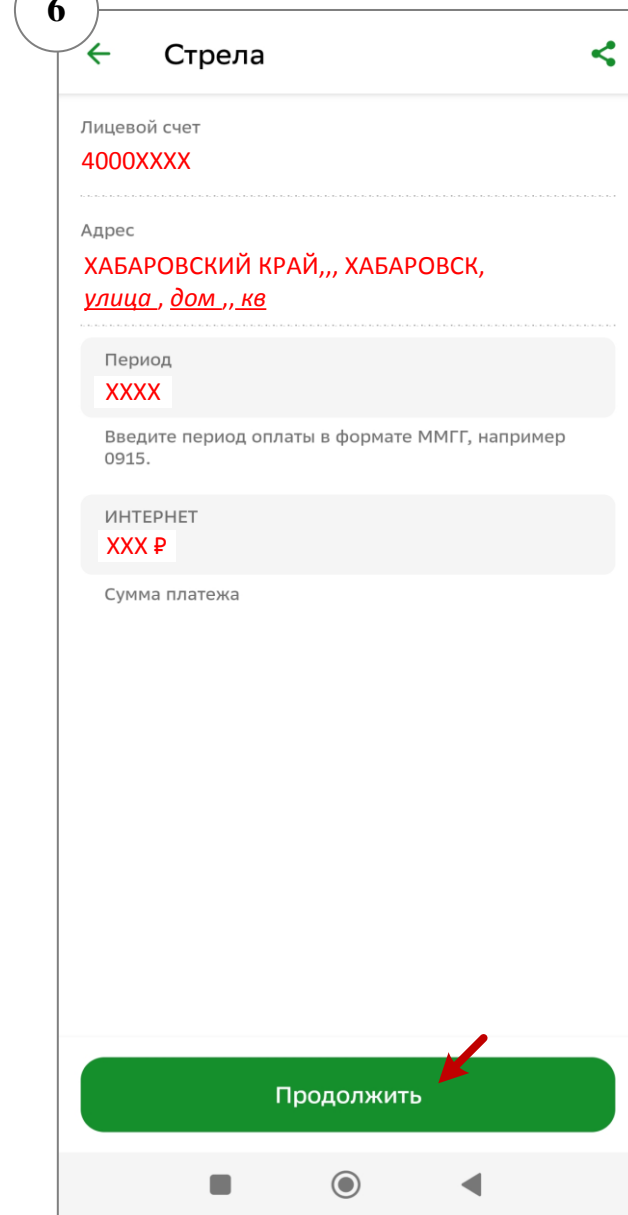 6
Стрела
Лицевой счет
4000XXXX
Адрес
ХАБАРОВСКИЙ КРАЙ,,, ХАБАРОВСК,
улица , дом ,, кв
Период
XXXX
Введите период оплаты в формате ММГГ, например
0915.
ИНТЕРНЕТ
XXX ₽
Сумма платежа
Продолжить